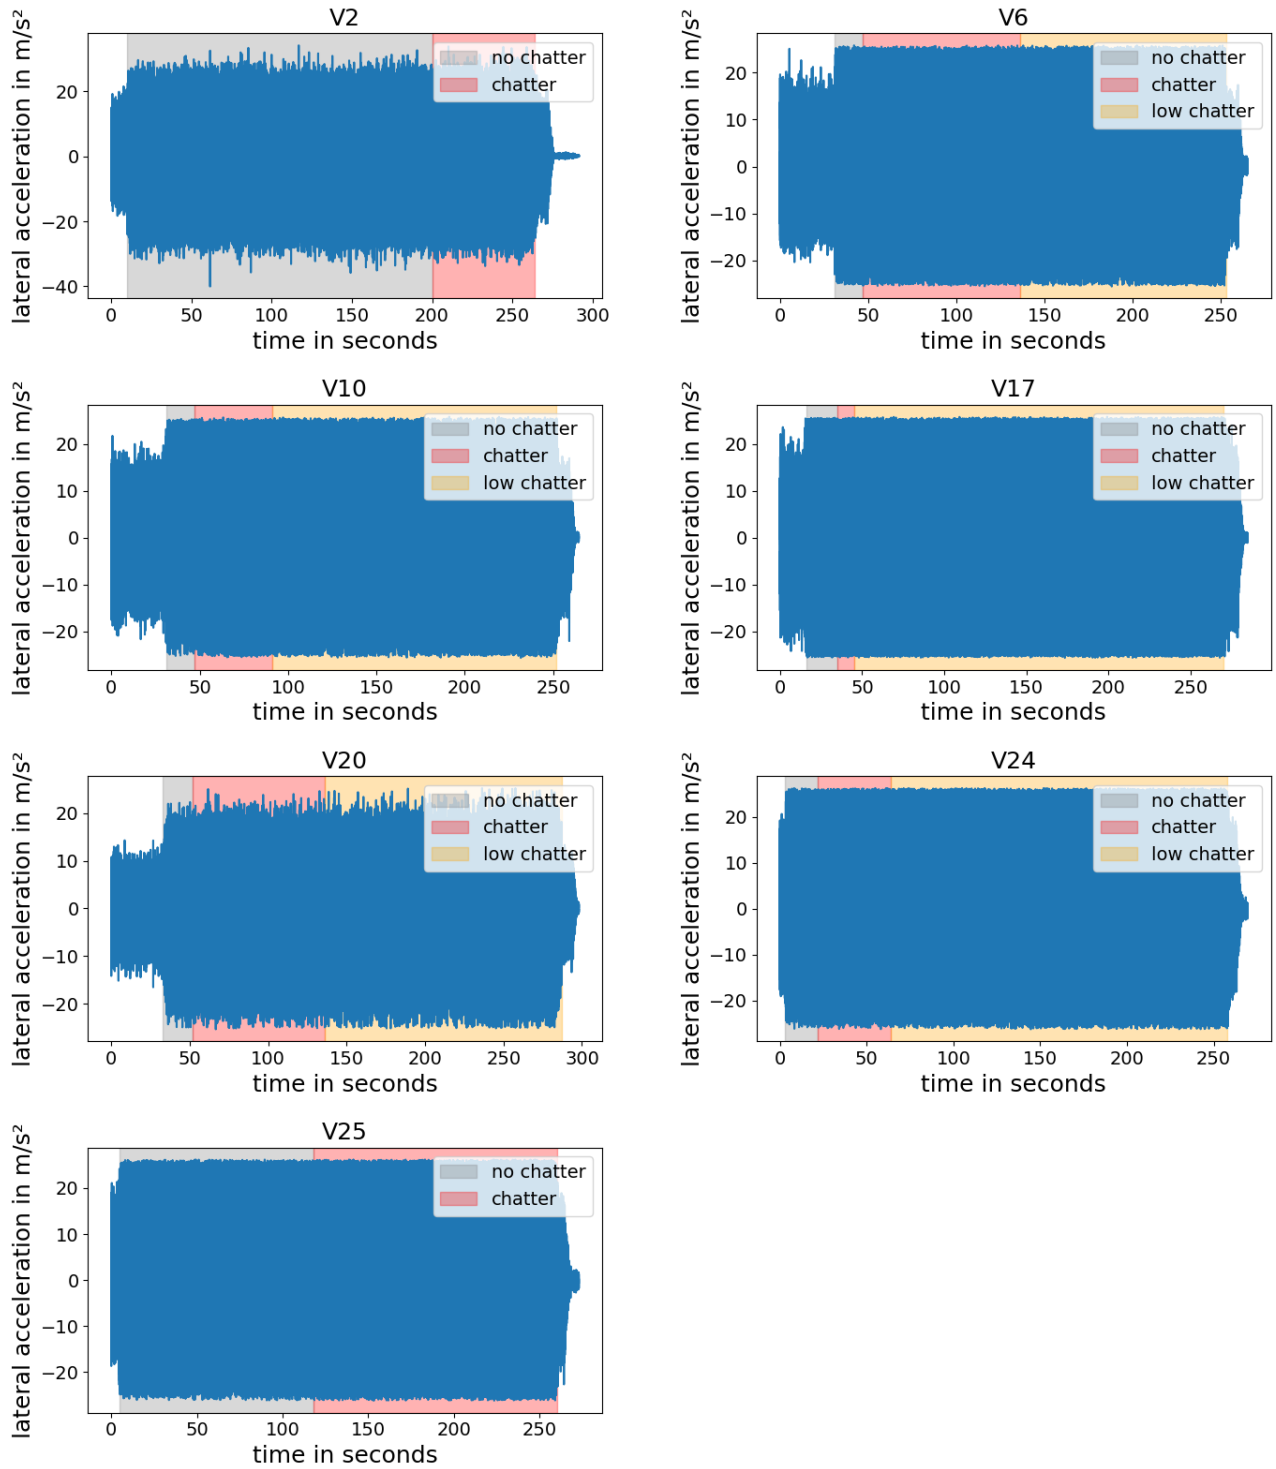 V2
lateral acceleration in m/s²
no chatter
chatter
20
0
−20
−40
0 50 100 150 200 250 300
time in seconds
V6
lateral acceleration in m/s²
no chatter
chatter
low chatter
20
10
0
−10
−20
0 50 100 150 200 250
time in seconds
V10
lateral acceleration in m/s²
no chatter
chatter
low chatter
20
10
0
−10
−20
0 50 100 150 200 250
time in seconds
V17
lateral acceleration in m/s²
no chatter
chatter
low chatter
20
10
0
−10
−20
0 50 100 150 200 250
time in seconds
V20
lateral acceleration in m/s²
no chatter
chatter
low chatter
20
10
0
−10
−20
0 50 100 150 200 250 300
time in seconds
V24
lateral acceleration in m/s²
no chatter
chatter
low chatter
20
10
0
−10
−20
0 50 100 150 200 250
time in seconds
V25
lateral acceleration in m/s²
no chatter
chatter
20
10
0
−10
−20
0 50 100 150 200 250
time in seconds